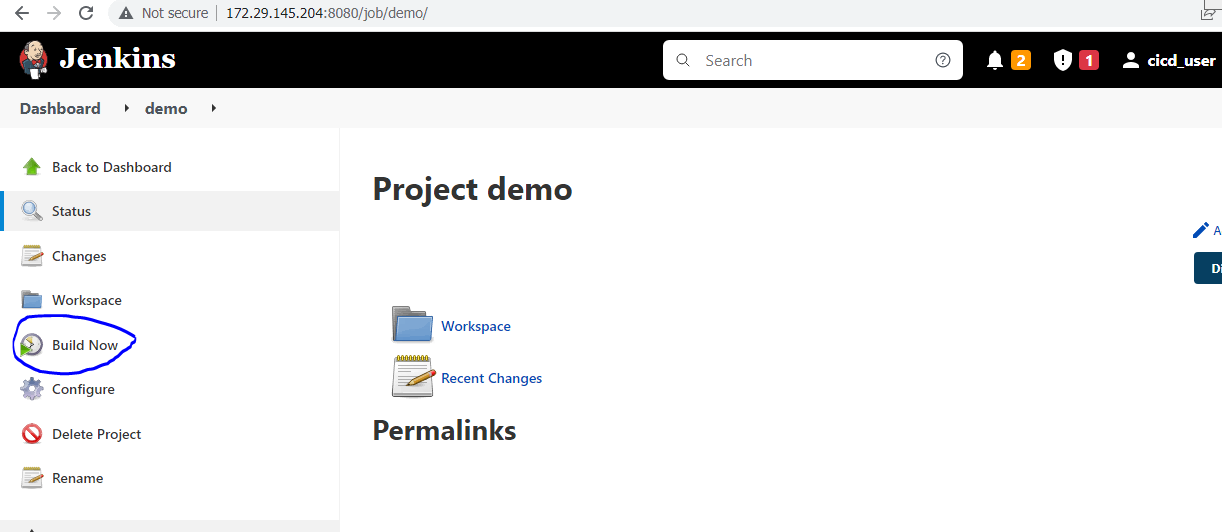 Not secure 172.29.145.204:8080/job/demo/
Jenkins Search 2 1 cicd_user
Dashboard demo
Back to Dashboard
Status
Changes
Workspace
Build Now
Configure
Delete Project
Rename
Project demo
Workspace
Recent Changes
Permalinks